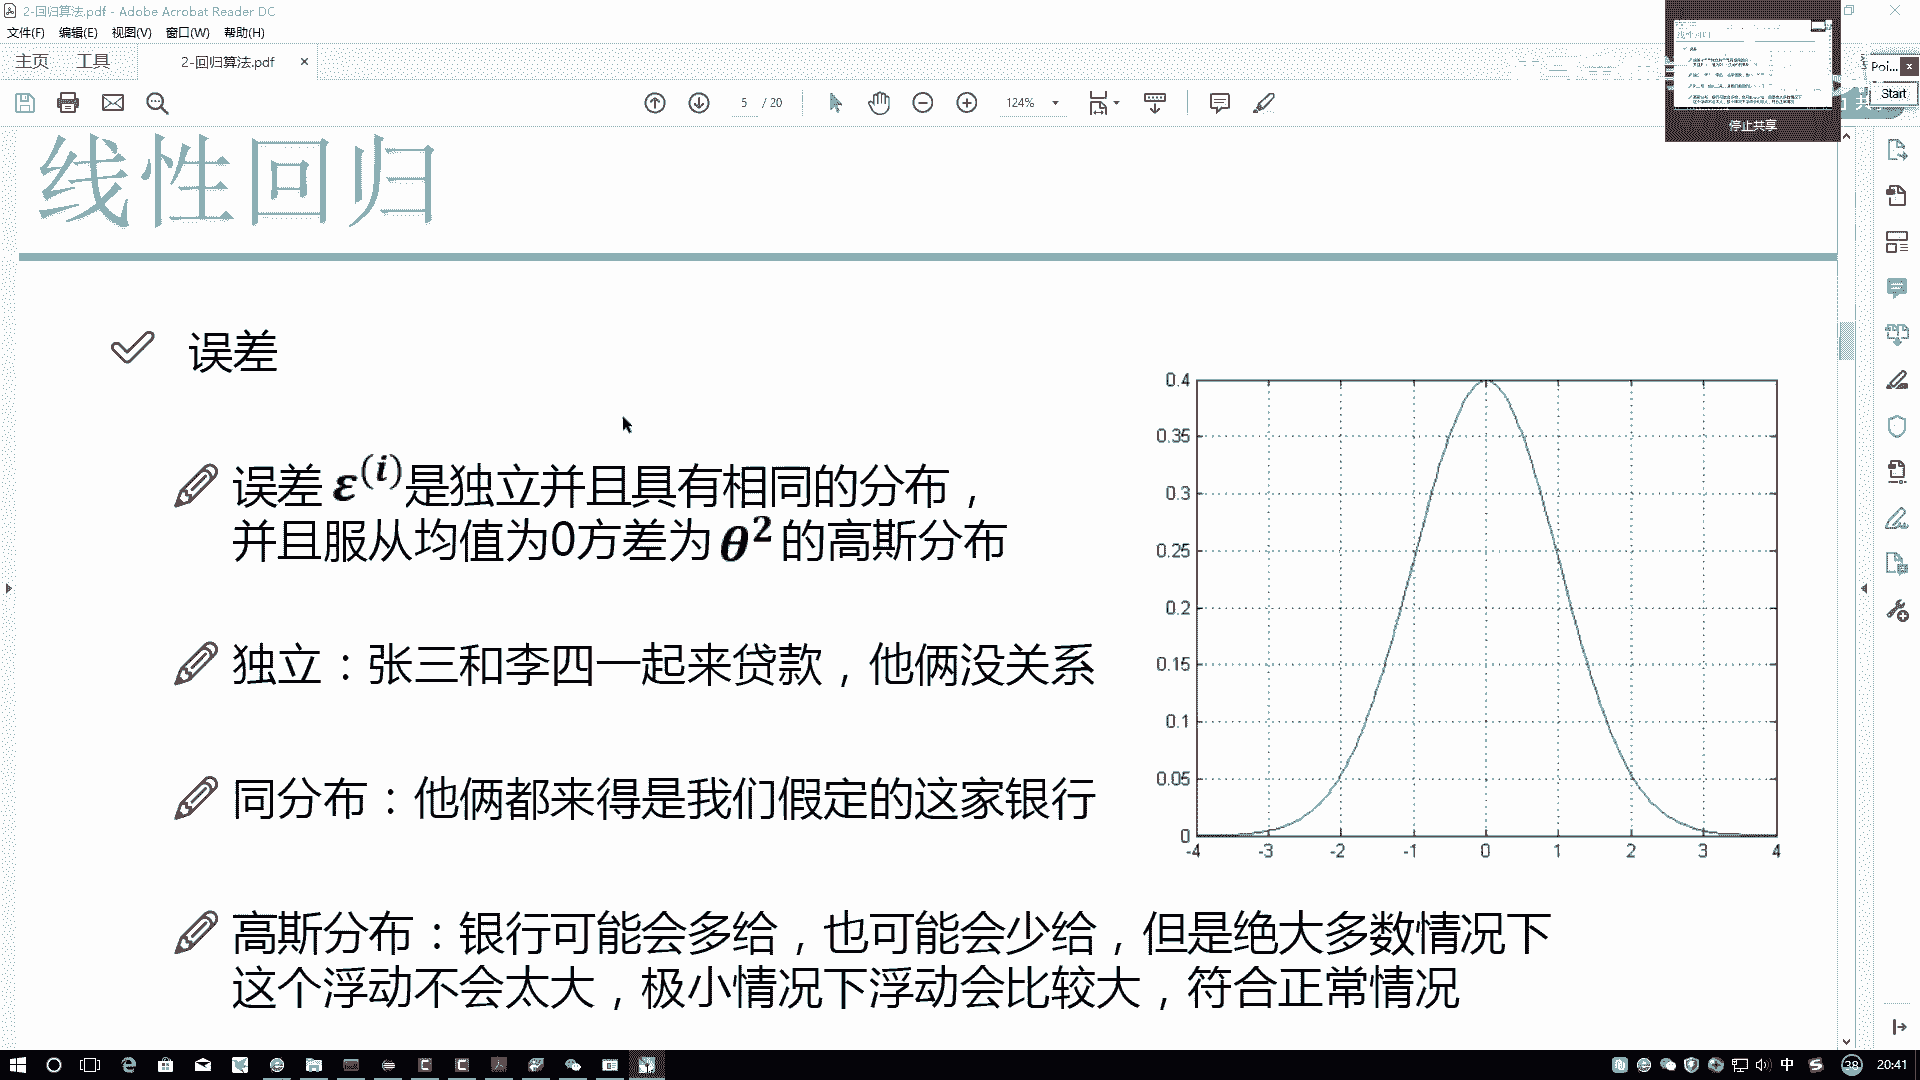 2-回归算法.pdf - Adobe Acrobat Reader DC
文件(F) 编辑(E) 视图(V) 窗口(W) 帮助(H)
主页 工具 2-回归算法.pdf ×
5 / 20 124%
Poi... x
Start
停止共享
线性回归
误差
误差 ε(i) 是独立并且具有相同的分布，
并且服从均值为0方差为 θ2 的高斯分布
独立：张三和李四一起来贷款，他俩没关系
同分布：他俩都来得是我们假定的这家银行
高斯分布：银行可能会多给，也可能会少给，但是绝大多数情况下
这个浮动不会太大，极小情况下浮动会比较大，符合正常情况
0.4
0.35
0.3
0.25
0.2
0.15
0.1
0.05
0
-4 -3 -2 -1 0 1 2 3 4
中 38 20:41